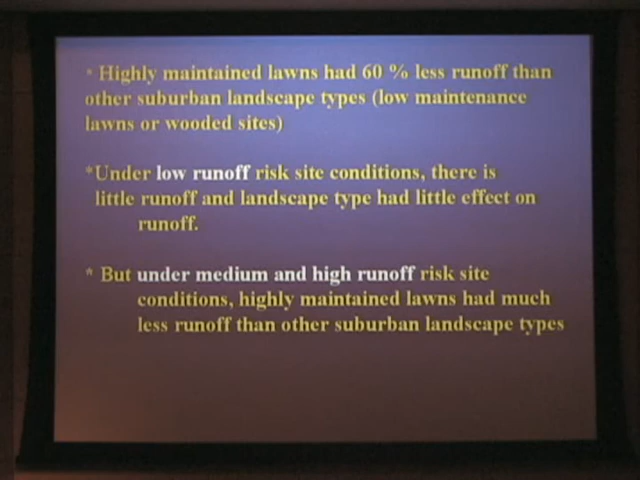 * Highly maintained lawns had 60 % less runoff than
other suburban landscape types (low maintenance
lawns or wooded sites)
*Under low runoff risk site conditions, there is
little runoff and landscape type had little effect on
runoff.
* But under medium and high runoff risk site
conditions, highly maintained lawns had much
less runoff than other suburban landscape types